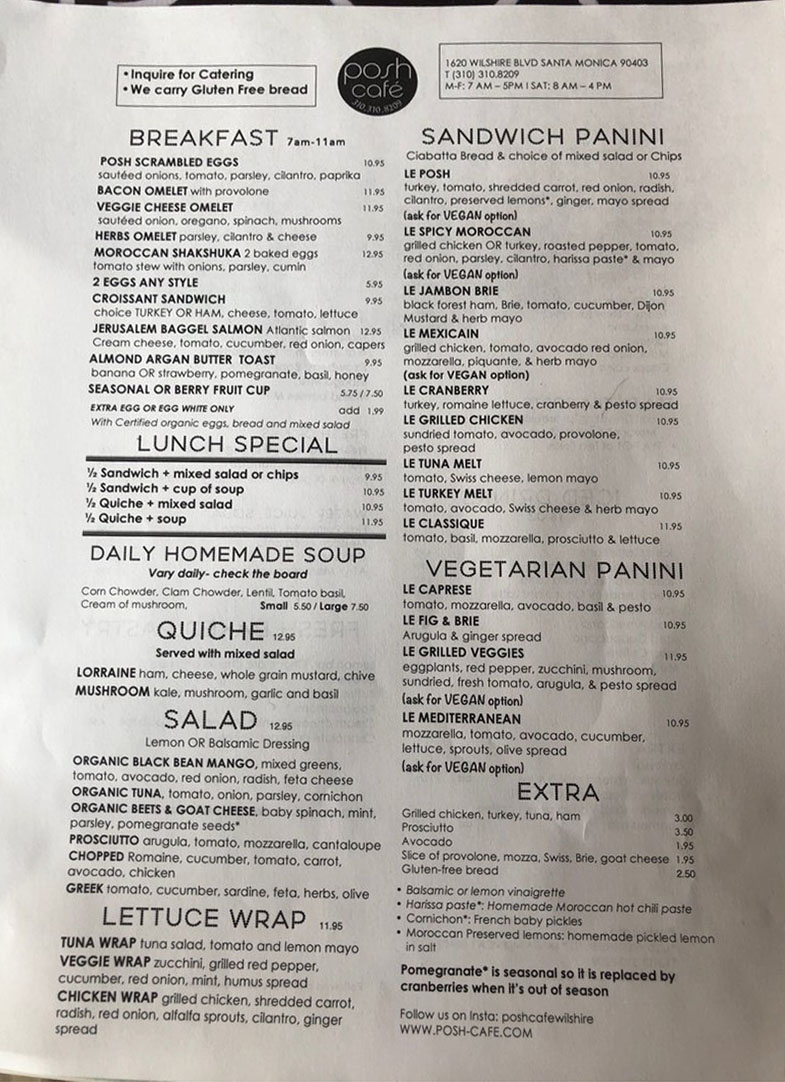 • Inquire for Catering
• We carry Gluten Free bread
posh
café
310.310.8209
1620 WILSHIRE BLVD SANTA MONICA 90403
T (310) 310.8209
M-F: 7 AM – 5PM I SAT: 8 AM – 4 PM
BREAKFAST 7am-11am
POSH SCRAMBLED EGGS 10.95
sautéed onions, tomato, parsley, cilantro, paprika
BACON OMELET with provolone 11.95
VEGGIE CHEESE OMELET 11.95
sautéed onion, oregano, spinach, mushrooms
HERBS OMELET parsley, cilantro & cheese 9.95
MOROCCAN SHAKSHUKA 2 baked eggs 12.95
tomato stew with onions, parsley, cumin
2 EGGS ANY STYLE 5.95
CROISSANT SANDWICH 9.95
choice TURKEY OR HAM, cheese, tomato, lettuce
JERUSALEM BAGGEL SALMON Atlantic salmon 12.95
Cream cheese, tomato, cucumber, red onion, capers
ALMOND ARGAN BUTTER TOAST 9.95
banana OR strawberry, pomegranate, basil, honey
SEASONAL OR BERRY FRUIT CUP 5.75 / 7.50
EXTRA EGG OR EGG WHITE ONLY add 1.99
With Certified organic eggs, bread and mixed salad
LUNCH SPECIAL
½ Sandwich + mixed salad or chips 9.95
½ Sandwich + cup of soup 10.95
½ Quiche + mixed salad 10.95
½ Quiche + soup 11.95
DAILY HOMEMADE SOUP
Vary daily- check the board
Corn Chowder, Clam Chowder, Lentil, Tomato basil,
Cream of mushroom, Small 5.50 / Large 7.50
QUICHE 12.95
Served with mixed salad
LORRAINE ham, cheese, whole grain mustard, chive
MUSHROOM kale, mushroom, garlic and basil
SALAD 12.95
Lemon OR Balsamic Dressing
ORGANIC BLACK BEAN MANGO, mixed greens,
tomato, avocado, red onion, radish, feta cheese
ORGANIC TUNA, tomato, onion, parsley, cornichon
ORGANIC BEETS & GOAT CHEESE, baby spinach, mint,
parsley, pomegranate seeds*
PROSCIUTTO arugula, tomato, mozzarella, cantaloupe
CHOPPED Romaine, cucumber, tomato, carrot,
avocado, chicken
GREEK tomato, cucumber, sardine, feta, herbs, olive
LETTUCE WRAP 11.95
TUNA WRAP tuna salad, tomato and lemon mayo
VEGGIE WRAP zucchini, grilled red pepper,
cucumber, red onion, mint, humus spread
CHICKEN WRAP grilled chicken, shredded carrot,
radish, red onion, alfalfa sprouts, cilantro, ginger
spread
SANDWICH PANINI
Ciabatta Bread & choice of mixed salad or Chips
LE POSH 10.95
turkey, tomato, shredded carrot, red onion, radish,
cilantro, preserved lemons*, ginger, mayo spread
(ask for VEGAN option)
LE SPICY MOROCCAN 10.95
grilled chicken OR turkey, roasted pepper, tomato,
red onion, parsley, cilantro, harissa paste* & mayo
(ask for VEGAN option)
LE JAMBON BRIE 10.95
black forest ham, Brie, tomato, cucumber, Dijon
Mustard & herb mayo
LE MEXICAIN 10.95
grilled chicken, tomato, avocado red onion,
mozzarella, piquante, & herb mayo
(ask for VEGAN option)
LE CRANBERRY 10.95
turkey, romaine lettuce, cranberry & pesto spread
LE GRILLED CHICKEN 10.95
sundried tomato, avocado, provolone,
pesto spread
LE TUNA MELT 10.95
tomato, Swiss cheese, lemon mayo
LE TURKEY MELT 10.95
tomato, avocado, Swiss cheese & herb mayo
LE CLASSIQUE 11.95
tomato, basil, mozzarella, prosciutto & lettuce
VEGETARIAN PANINI
LE CAPRESE 10.95
tomato, mozzarella, avocado, basil & pesto
LE FIG & BRIE 10.95
Arugula & ginger spread
LE GRILLED VEGGIES 11.95
eggplants, red pepper, zucchini, mushroom,
sundried, fresh tomato, arugula, & pesto spread
(ask for VEGAN option)
LE MEDITERRANEAN 10.95
mozzarella, tomato, avocado, cucumber,
lettuce, sprouts, olive spread
(ask for VEGAN option)
EXTRA
Grilled chicken, turkey, tuna, ham 3.00
Prosciutto 3.50
Avocado 1.95
Slice of provolone, mozza, Swiss, Brie, goat cheese 1.95
Gluten-free bread 2.50
• Balsamic or lemon vinaigrette
• Harissa paste*: Homemade Moroccan hot chili paste
• Cornichon*: French baby pickles
• Moroccan Preserved lemons: homemade pickled lemon
in salt
Pomegranate* is seasonal so it is replaced by
cranberries when it's out of season
Follow us on Insta: poshcafewilshire
WWW.POSH-CAFE.COM